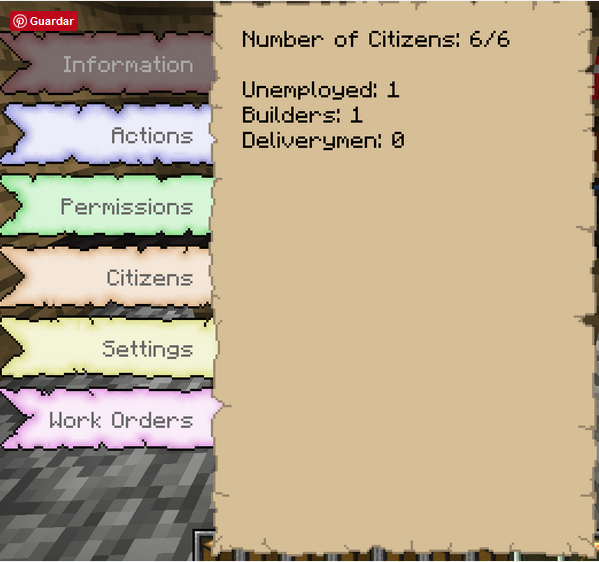 Guardar
Information
Actions
Permissions
Citizens
Settings
Work Orders
Number of Citizens: 6/6
Unemployed: 1
Builders: 1
Deliverymen: 0